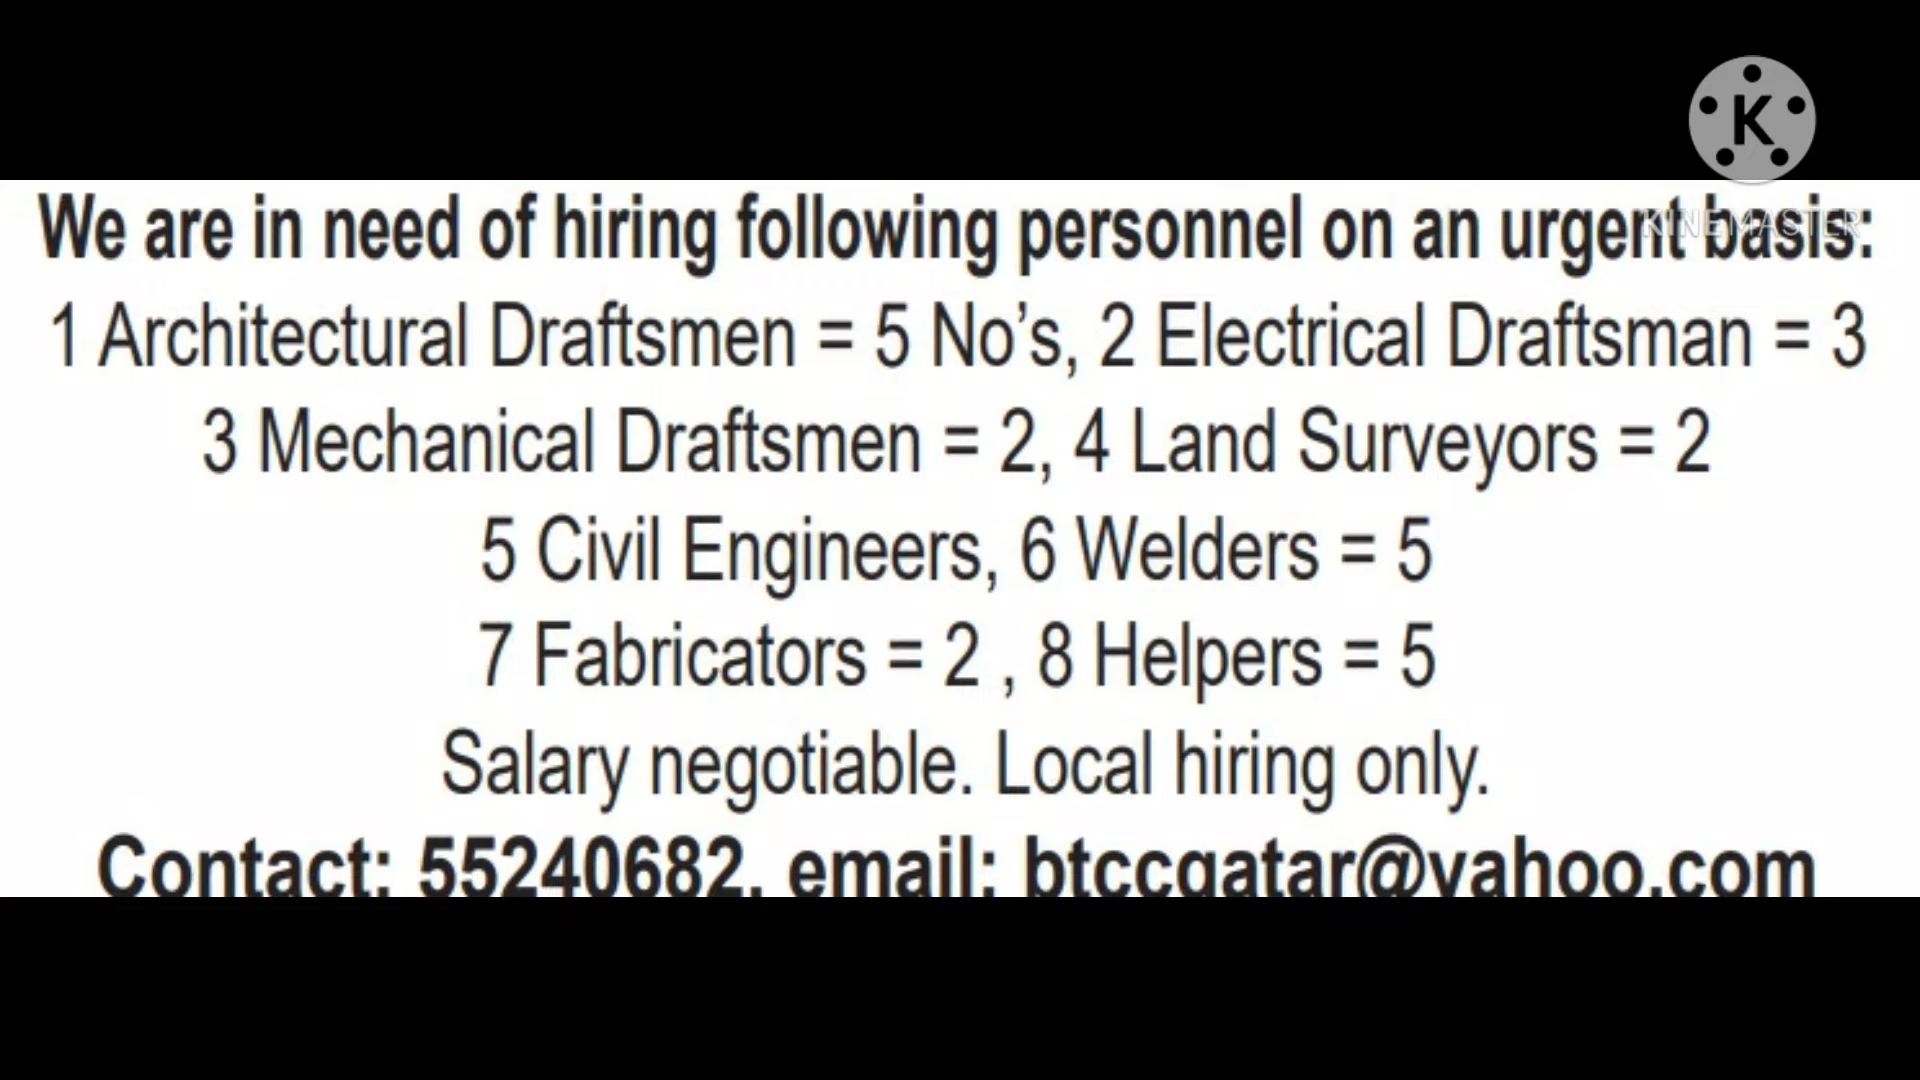 K
KINEMASTER
We are in need of hiring following personnel on an urgent basis:
1 Architectural Draftsmen = 5 No's, 2 Electrical Draftsman = 3
3 Mechanical Draftsmen = 2, 4 Land Surveyors = 2
5 Civil Engineers, 6 Welders = 5
7 Fabricators = 2 , 8 Helpers = 5
Salary negotiable. Local hiring only.
Contact: 55240682, email: btccqatar@yahoo.com